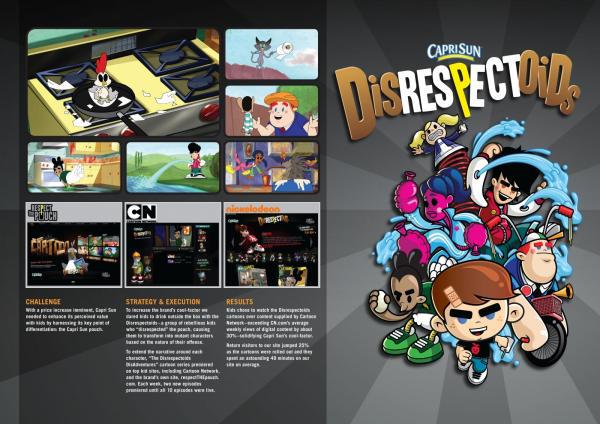 CAPRISUN
DISRESPECTOIDS
RESPECT
THE POUCH
CN
nickelodeon
CARTOONS
DISRESPECTOIDS
CHALLENGE
With a price increase imminent, Capri Sun
needed to enhance its perceived value
with kids by harnessing its key point of
differentiation: the Capri Sun pouch.
STRATEGY & EXECUTION
To increase the brand's cool-factor we
dared kids to drink outside the box with the
Disrespectoids–a group of rebellious kids
who "disrespected" the pouch, causing
them to transform into mutant characters
based on the nature of their offense.
To extend the narrative around each
character, "The Disrespectoids
DisAdventures" cartoon series premiered
on top kid sites, including Cartoon Network,
and the brand's own site, respectTHEpouch.
com. Each week, two new episodes
premiered until all 10 episodes were live.
RESULTS
Kids chose to watch the Disrespectoids
cartoons over content supplied by Cartoon
Network–exceeding CN.com's average
weekly views of digital content by about
30%–solidifying Capri Sun's cool-factor.
Return visitors to our site jumped 25%
as the cartoons were rolled out and they
spent an astounding 40 minutes on our
site on average.